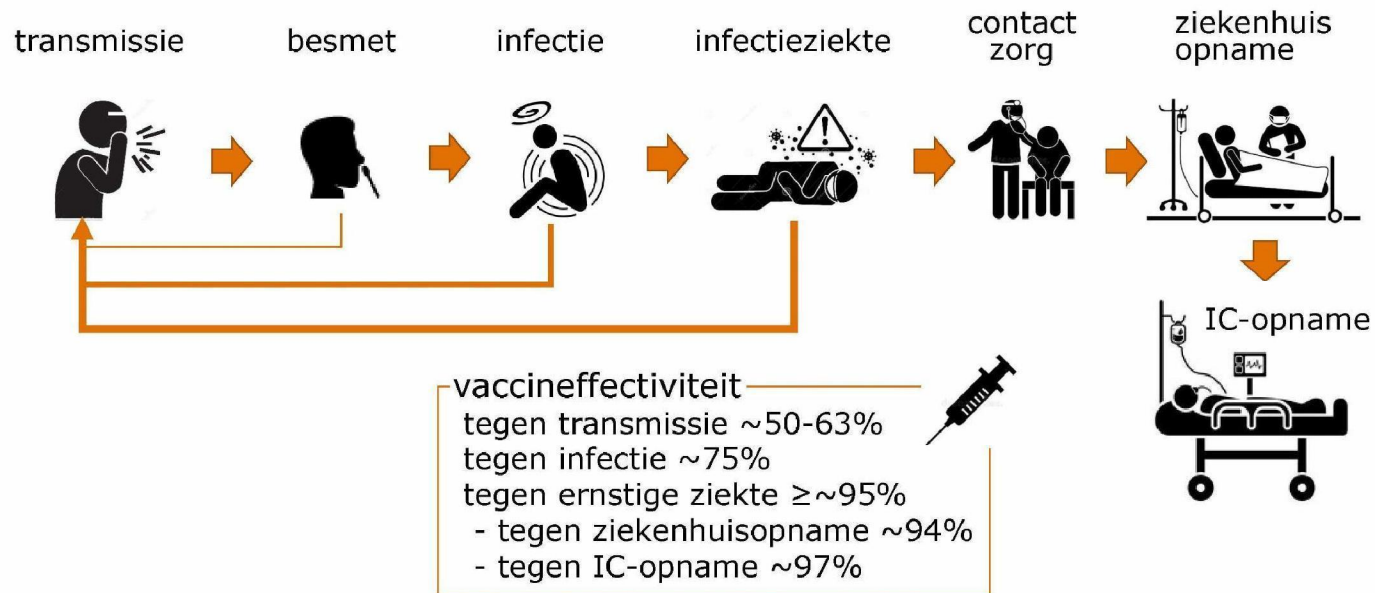 transmissie
besmet
infectie
infectieziekte
contact
zorg
ziekenhuis
opname
IC-opname
vaccineffectiviteit
tegen transmissie ~50-63%
tegen infectie ~75%
tegen ernstige ziekte ≥~95%
- tegen ziekenhuisopname ~94%
- tegen IC-opname ~97%